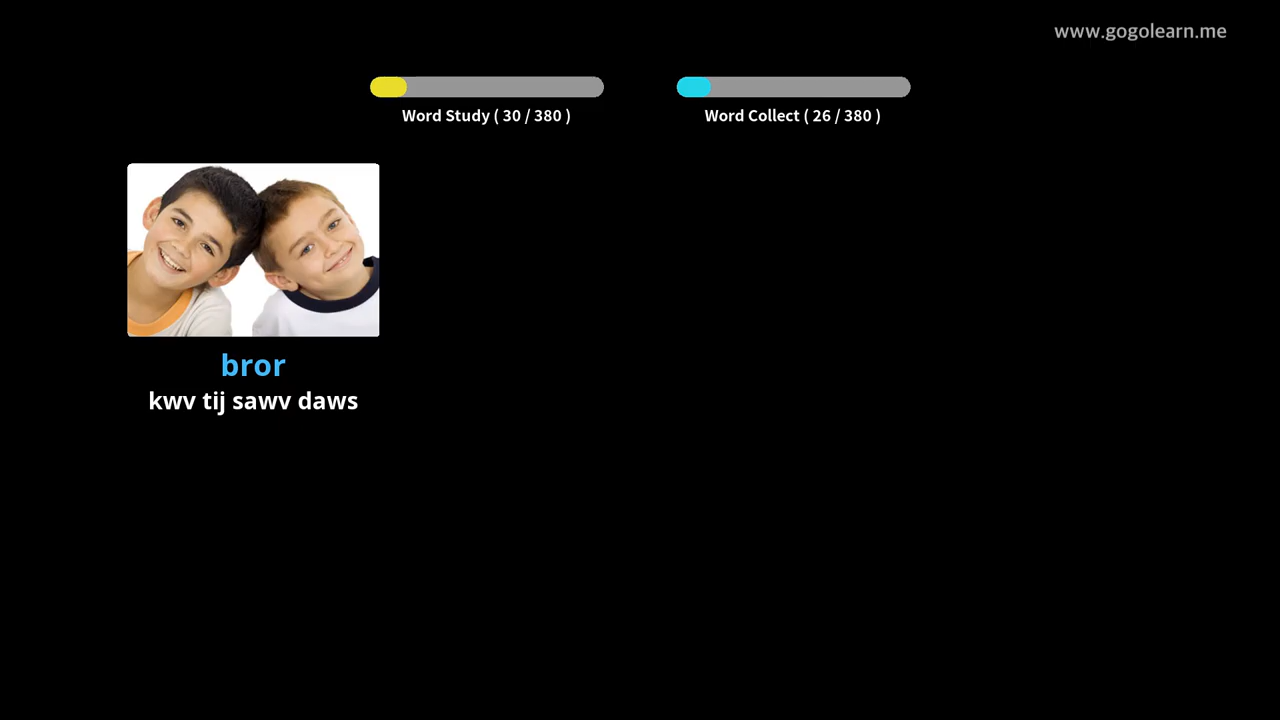 www.gogolearn.me
Word Study ( 30 / 380 )
Word Collect ( 26 / 380 )
bror
kwv tij sawv daws